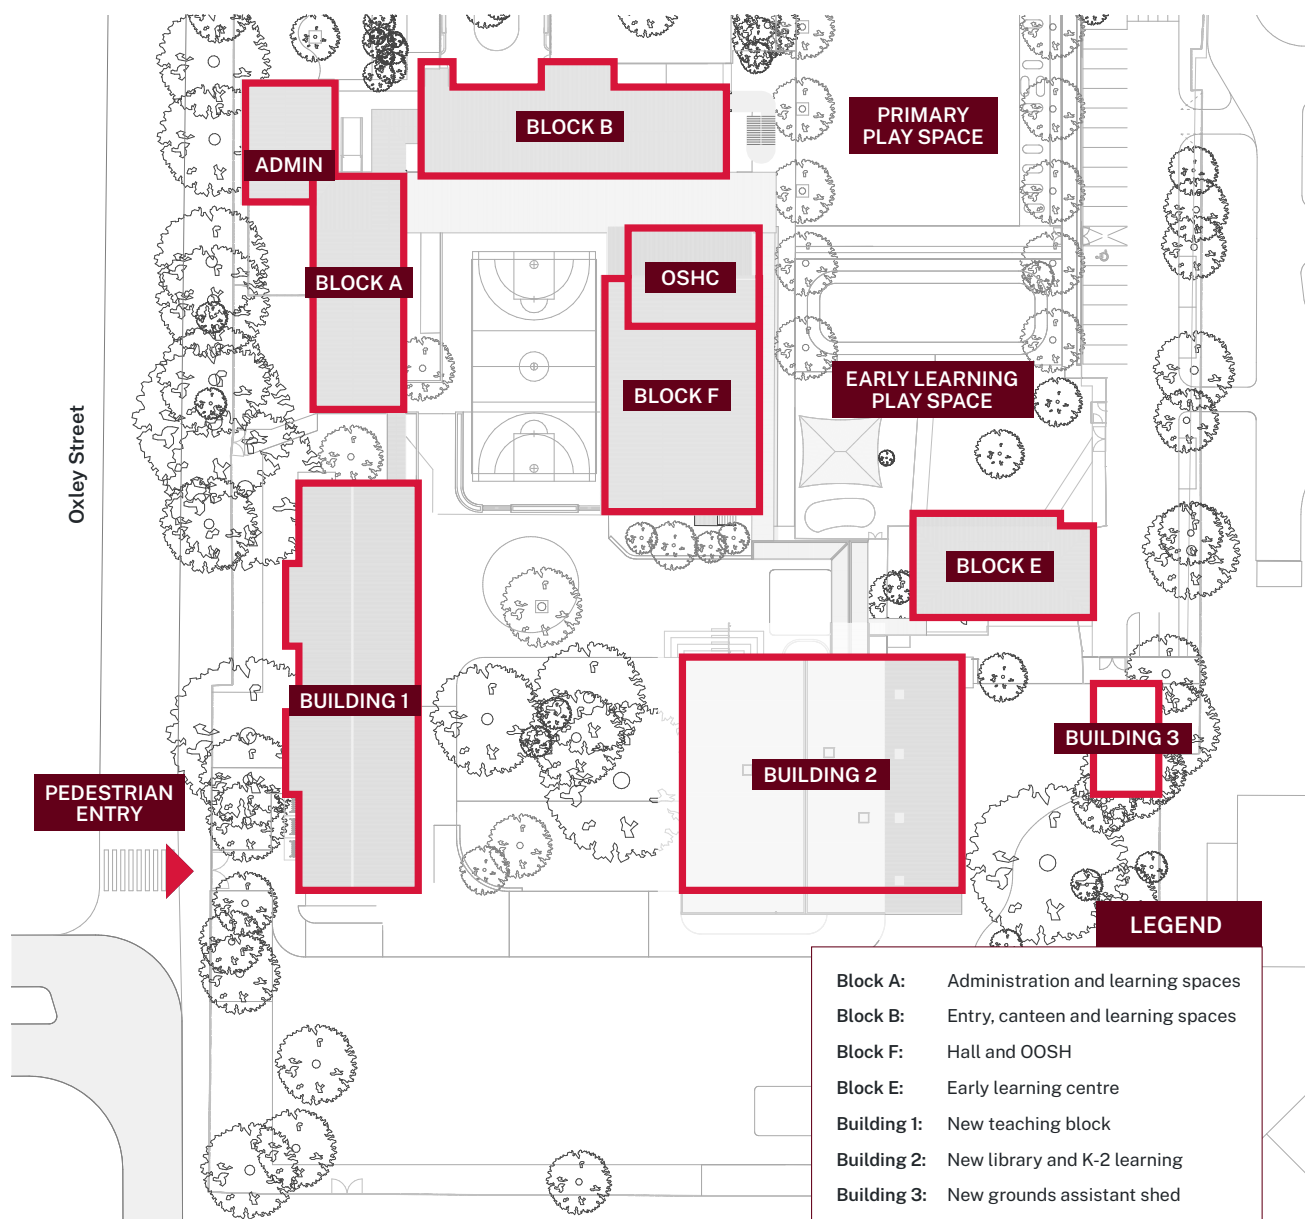 BLOCK B
PRIMARY
PLAY SPACE
ADMIN
BLOCK A
OSHC
BLOCK F
EARLY LEARNING
PLAY SPACE
Oxley Street
BLOCK E
BUILDING 1
BUILDING 2
BUILDING 3
PEDESTRIAN
ENTRY
LEGEND
Block A: Administration and learning spaces
Block B: Entry, canteen and learning spaces
Block F: Hall and OOSH
Block E: Early learning centre
Building 1: New teaching block
Building 2: New library and K-2 learning
Building 3: New grounds assistant shed